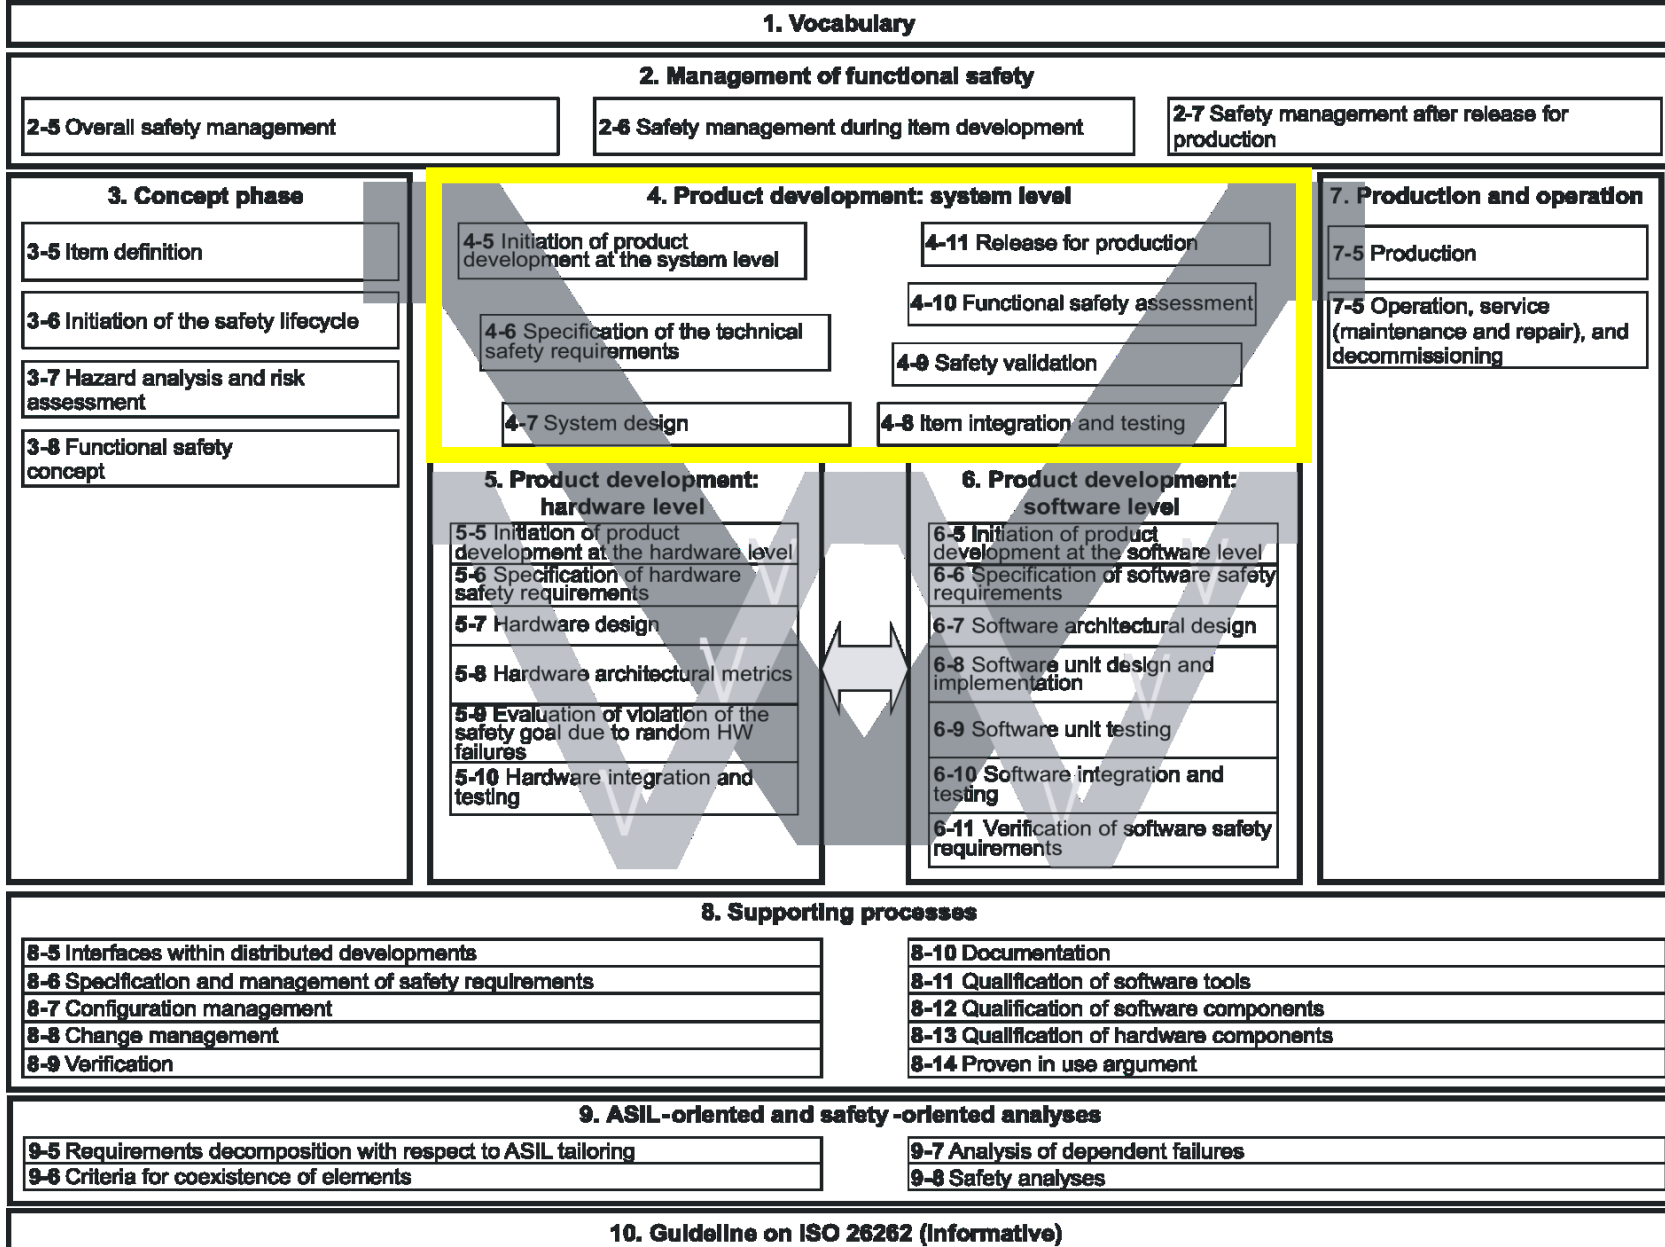 1. Vocabulary
2. Management of functional safety
2-5 Overall safety management
2-6 Safety management during item development
2-7 Safety management after release for
production
3. Concept phase
3-5 Item definition
3-6 Initiation of the safety lifecycle
3-7 Hazard analysis and risk
assessment
3-8 Functional safety
concept
4. Product development: system level
4-5 Initiation of product
development at the system level
4-6 Specification of the technical
safety requirements
4-7 System design
4-11 Release for production
4-10 Functional safety assessment
4-9 Safety validation
4-8 Item integration and testing
7. Production and operation
7-5 Production
7-5 Operation, service
(maintenance and repair), and
decommissioning
5. Product development:
hardware level
5-5 Initiation of product
development at the hardware level
5-6 Specification of hardware
safety requirements
5-7 Hardware design
5-8 Hardware architectural metrics
5-9 Evaluation of violation of the
safety goal due to random HW
failures
5-10 Hardware integration and
testing
V
V
V
6. Product development:
software level
6-5 Initiation of product
development at the software level
6-6 Specification of software safety
requirements
6-7 Software architectural design
6-8 Software unit design and
implementation
6-9 Software unit testing
6-10 Software integration and
testing
6-11 Verification of software safety
requirements
V
V
V
8. Supporting processes
8-5 Interfaces within distributed developments
8-6 Specification and management of safety requirements
8-7 Configuration management
8-8 Change management
8-9 Verification
8-10 Documentation
8-11 Qualification of software tools
8-12 Qualification of software components
8-13 Qualification of hardware components
8-14 Proven in use argument
9. ASIL-oriented and safety-oriented analyses
9-5 Requirements decomposition with respect to ASIL tailoring
9-6 Criteria for coexistence of elements
9-7 Analysis of dependent failures
9-8 Safety analyses
10. Guideline on ISO 26262 (informative)